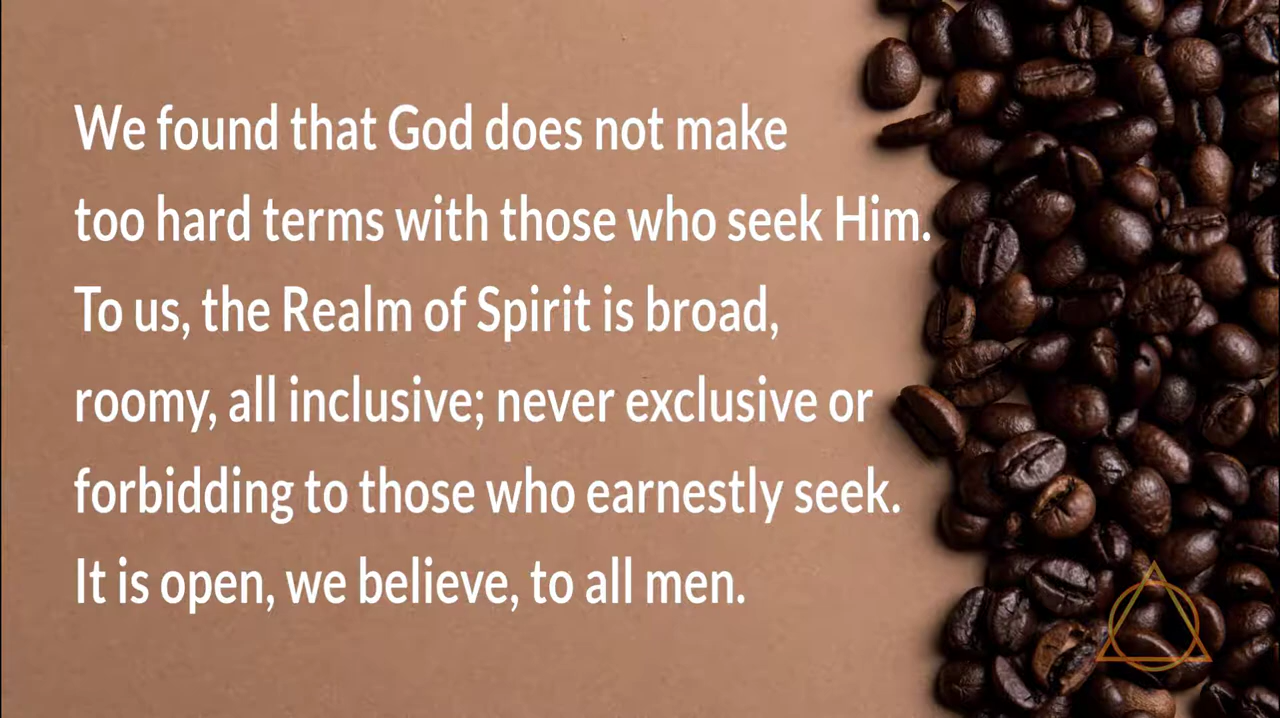 We found that God does not make
too hard terms with those who seek Him.
To us, the Realm of Spirit is broad,
roomy, all inclusive; never exclusive or
forbidding to those who earnestly seek.
It is open, we believe, to all men.